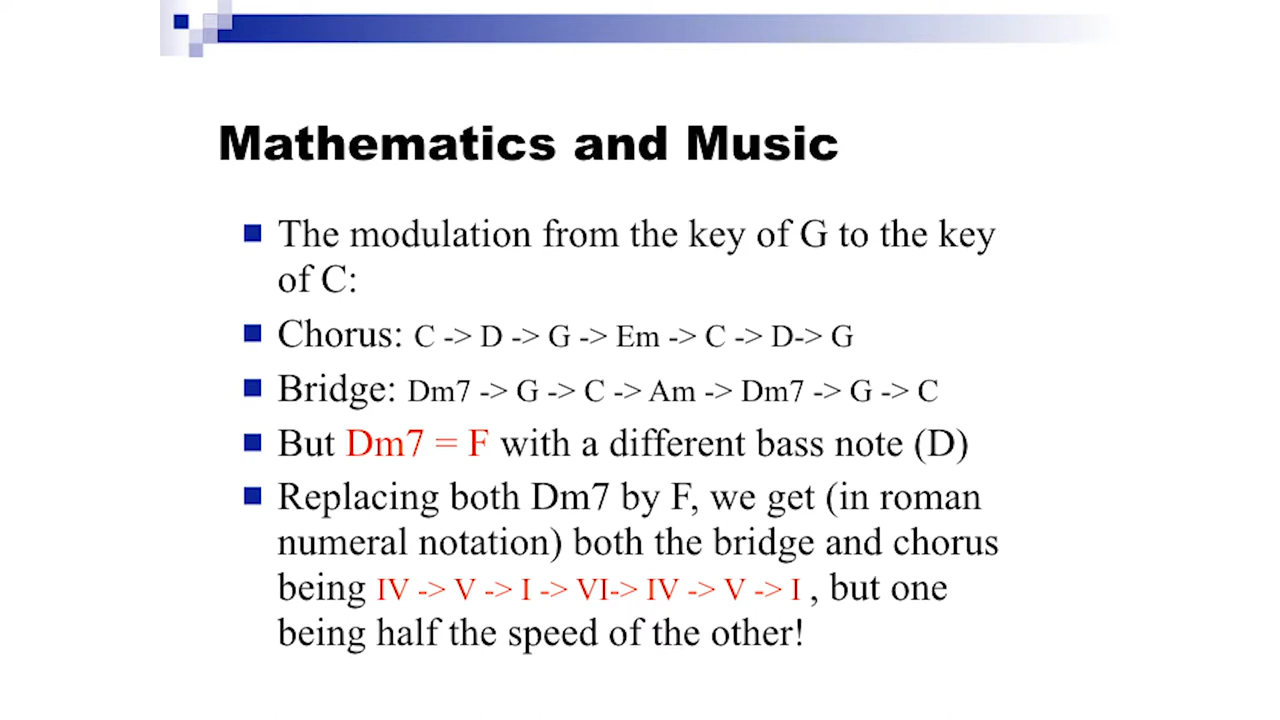 Mathematics and Music
The modulation from the key of G to the key
of C:
Chorus: C -> D -> G -> Em -> C -> D-> G
Bridge: Dm7 -> G -> C -> Am -> Dm7 -> G -> C
But Dm7 = F with a different bass note (D)
Replacing both Dm7 by F, we get (in roman
numeral notation) both the bridge and chorus
being IV -> V -> I -> VI-> IV -> V -> I , but one
being half the speed of the other!